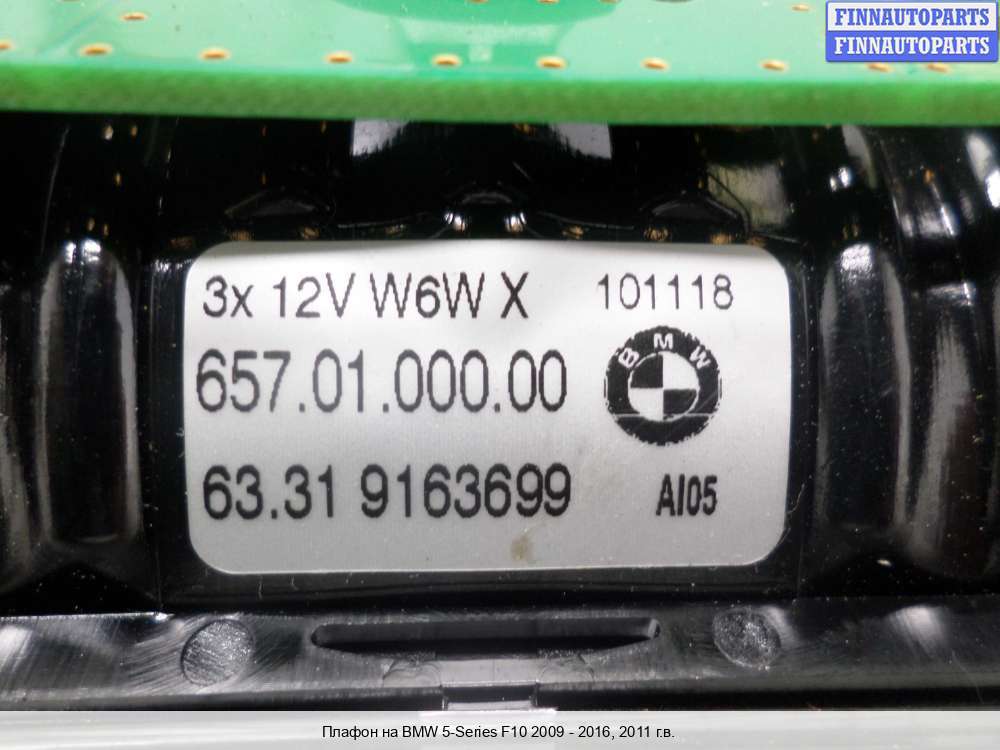 FINNAUTOPARTS
FINNAUTOPARTS
3x 12V W6W X 101118
657.01.000.00
BMW
63.31 9163699 AI05
Плафон на BMW 5-Series F10 2009 - 2016, 2011 г.в.